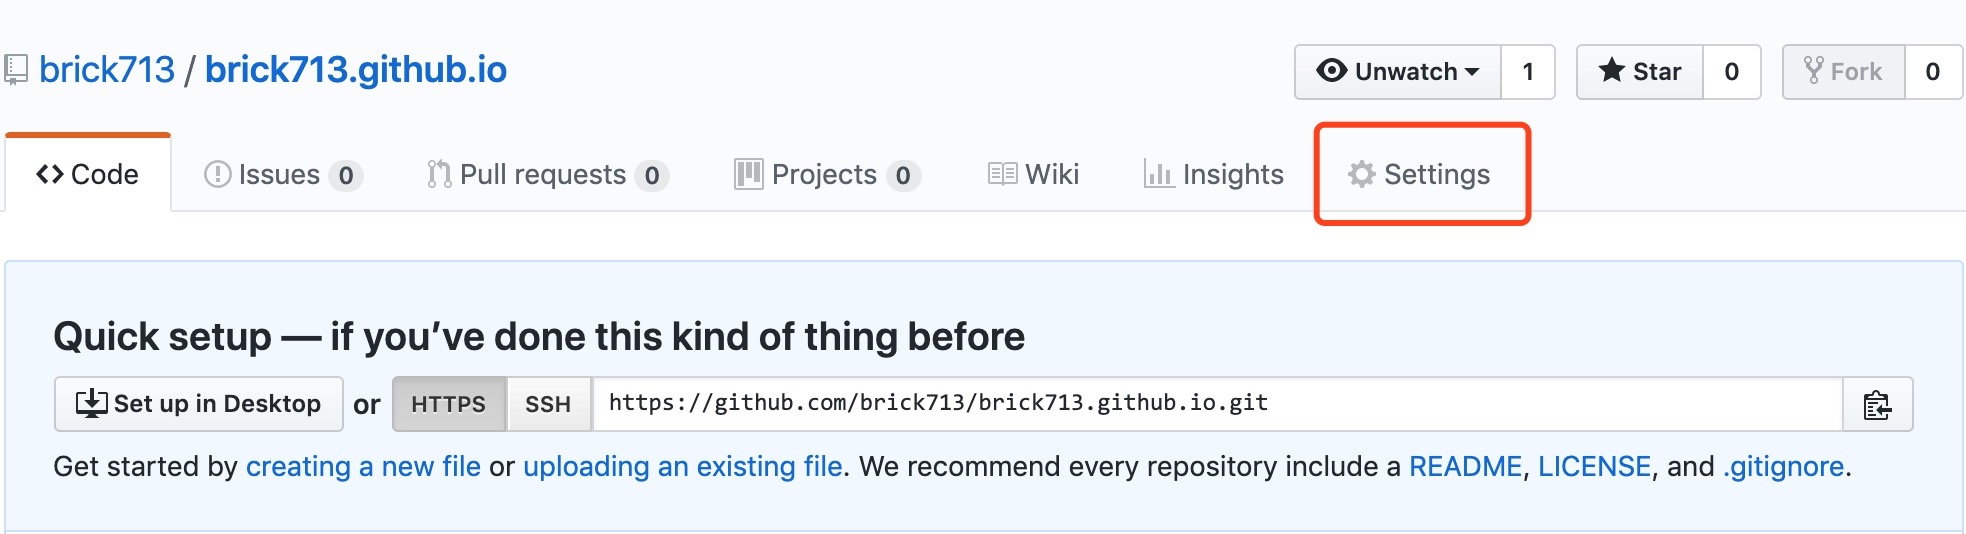 brick713 / brick713.github.io
Unwatch 1 Star 0 Fork 0
Code Issues 0 Pull requests 0 Projects 0 Wiki Insights Settings
Quick setup — if you’ve done this kind of thing before
Set up in Desktop or HTTPS SSH https://github.com/brick713/brick713.github.io.git
Get started by creating a new file or uploading an existing file. We recommend every repository include a README, LICENSE, and .gitignore.